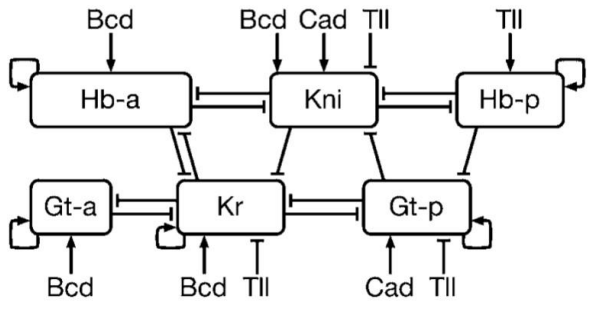 Bcd Bcd Cad Tll Tll
Hb-a Kni Hb-p
Gt-a Kr Gt-p
Bcd Bcd Tll Cad Tll